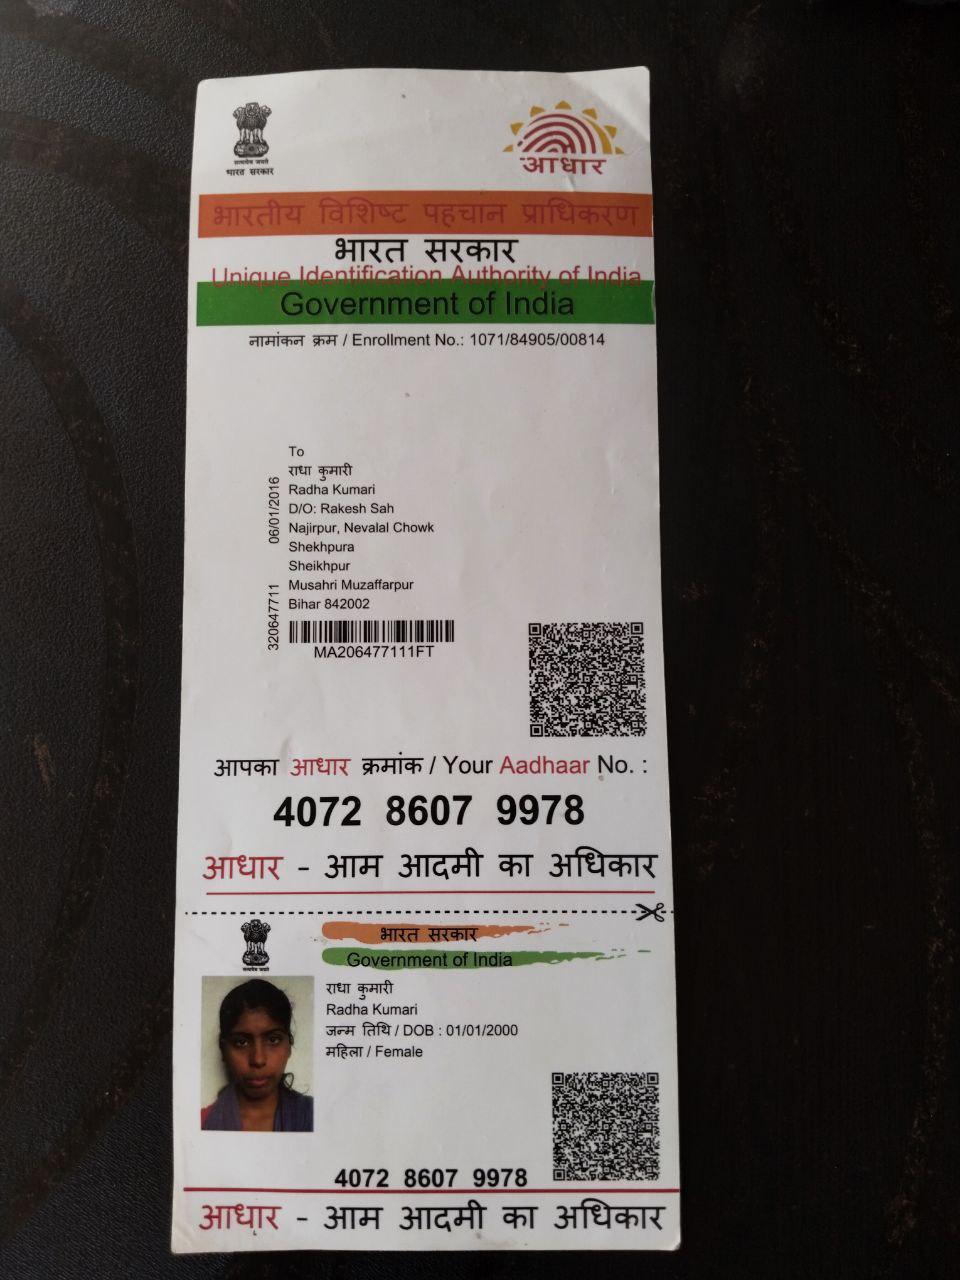 सत्यमेव जयते
भारत सरकार
आधार
भारतीय विशिष्ट पहचान प्राधिकरण
भारत सरकार
Unique Identification Authority of India
Government of India
नामांकन क्रम / Enrollment No.: 1071/84905/00814
To
राधा कुमारी
Radha Kumari
D/O: Rakesh Sah
Najirpur, Nevalal Chowk
Shekhpura
Sheikhpur
Musahri Muzaffarpur
Bihar 842002
320647711 06/01/2016
MA206477111FT
आपका आधार क्रमांक / Your Aadhaar No. :
4072 8607 9978
आधार - आम आदमी का अधिकार
सत्यमेव जयते
भारत सरकार
Government of India
राधा कुमारी
Radha Kumari
जन्म तिथि / DOB : 01/01/2000
महिला / Female
4072 8607 9978
आधार - आम आदमी का अधिकार